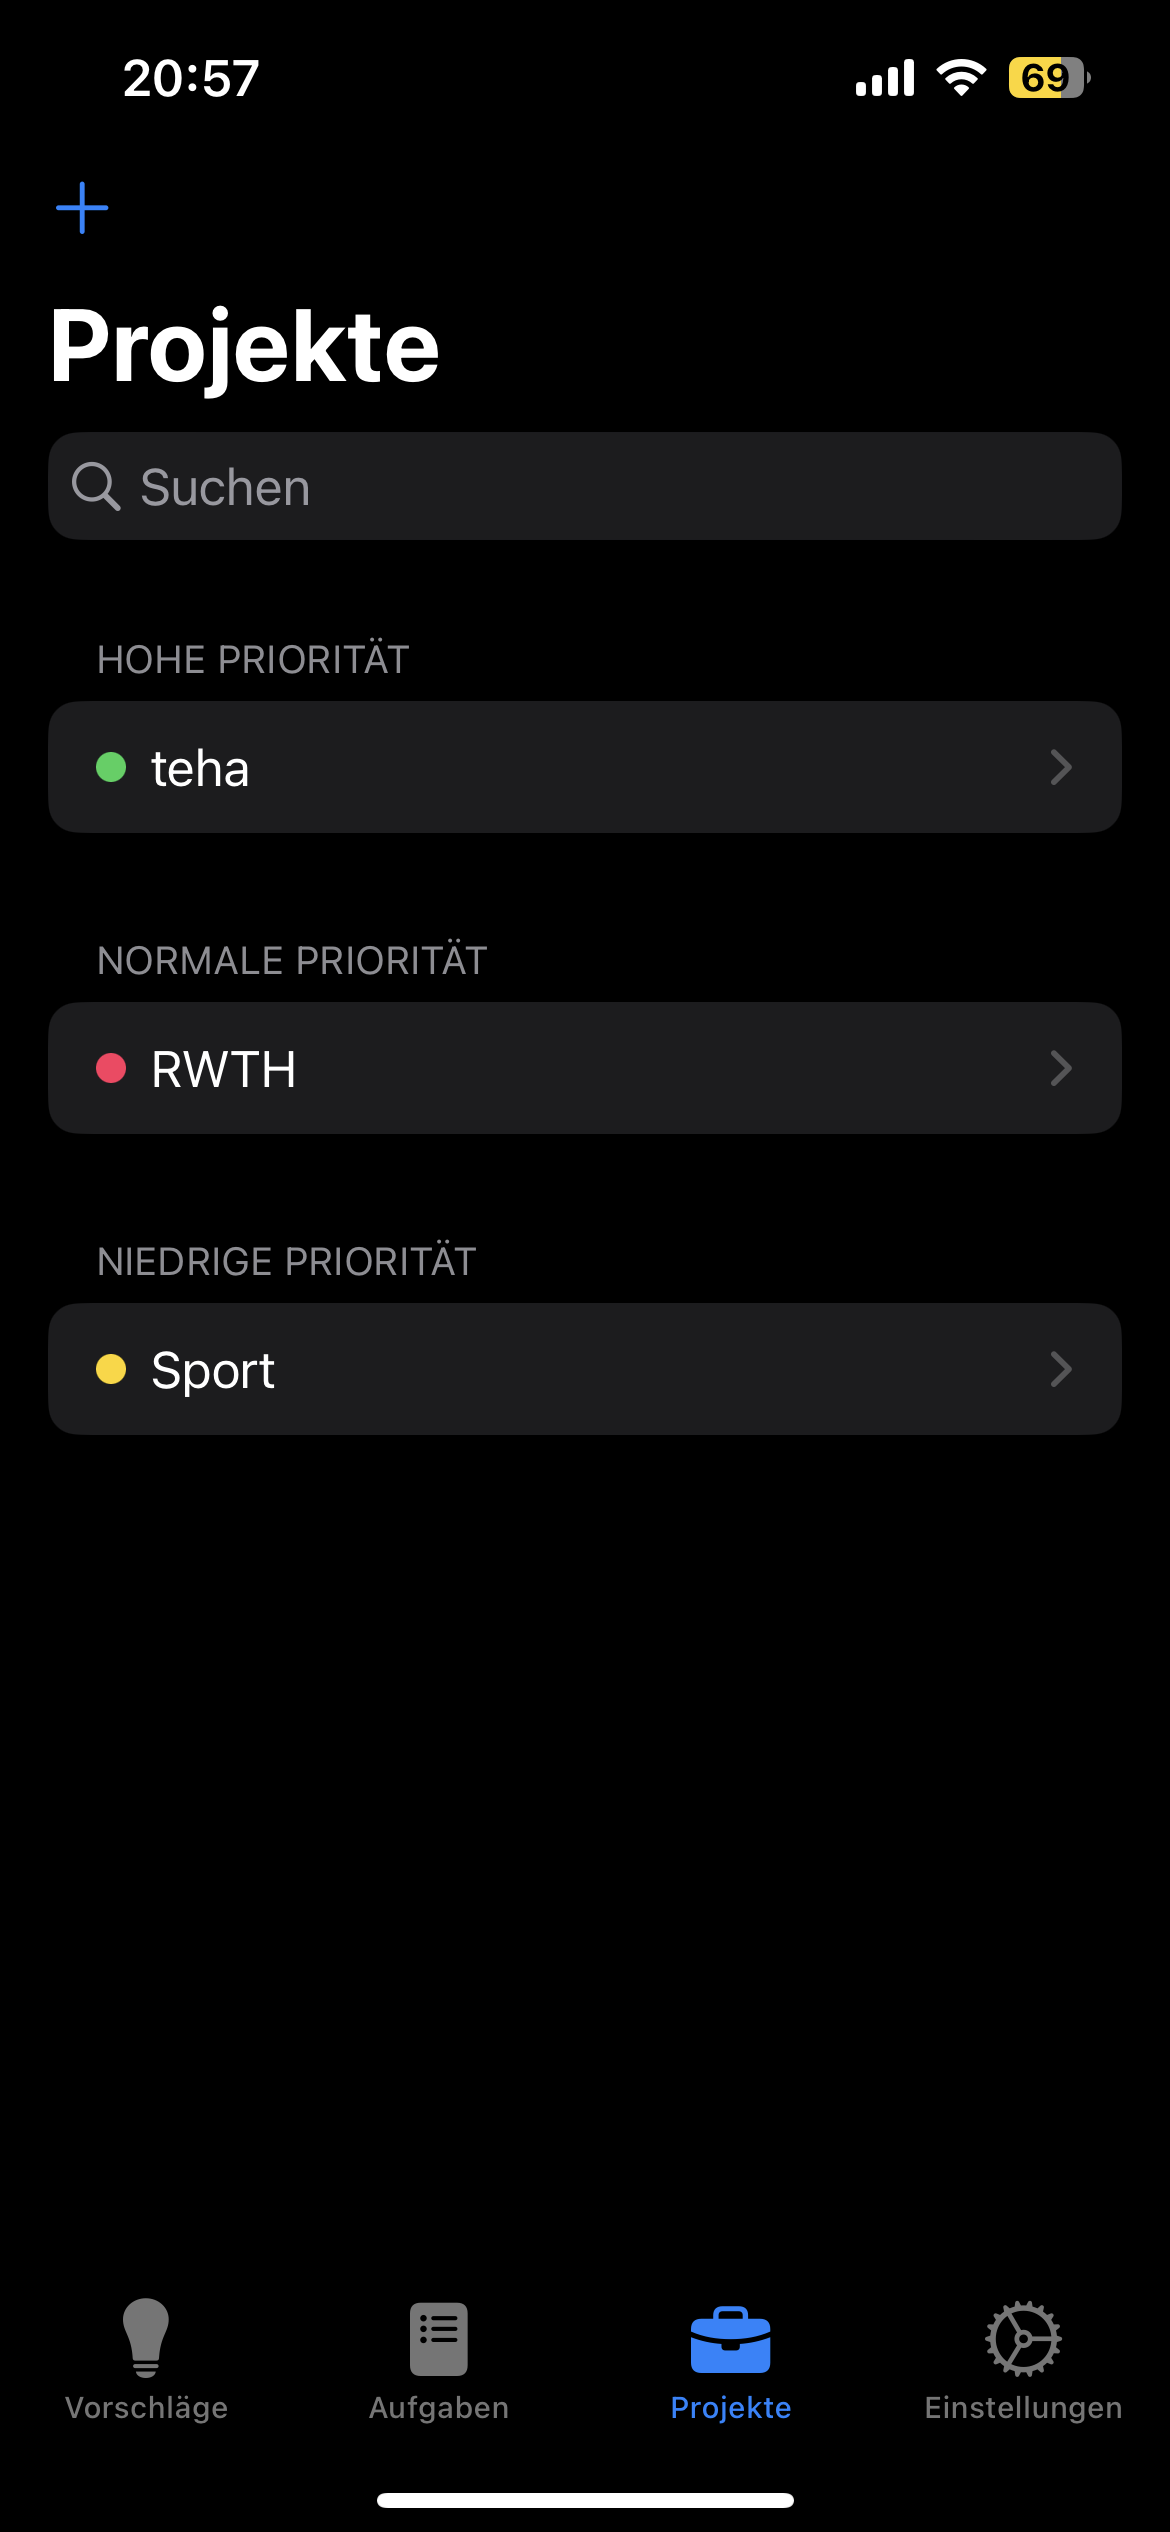 20:57
69
Projekte
Suchen
HOHE PRIORITÄT
teha
NORMALE PRIORITÄT
RWTH
NIEDRIGE PRIORITÄT
Sport
Vorschläge
Aufgaben
Projekte
Einstellungen